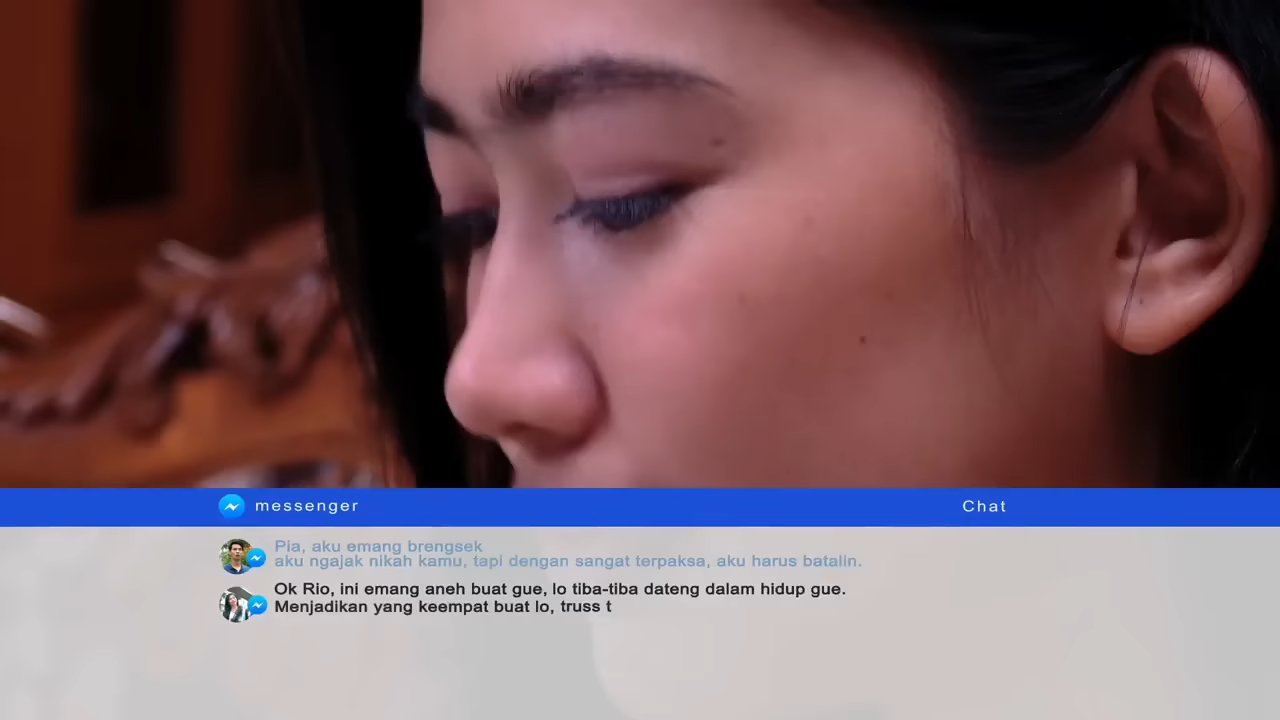 messenger
Chat
Pia, aku emang brengsek
aku ngajak nikah kamu, tapi dengan sangat terpaksa, aku harus batalin.
Ok Rio, ini emang aneh buat gue, lo tiba-tiba dateng dalam hidup gue.
Menjadikan yang keempat buat lo, truss t